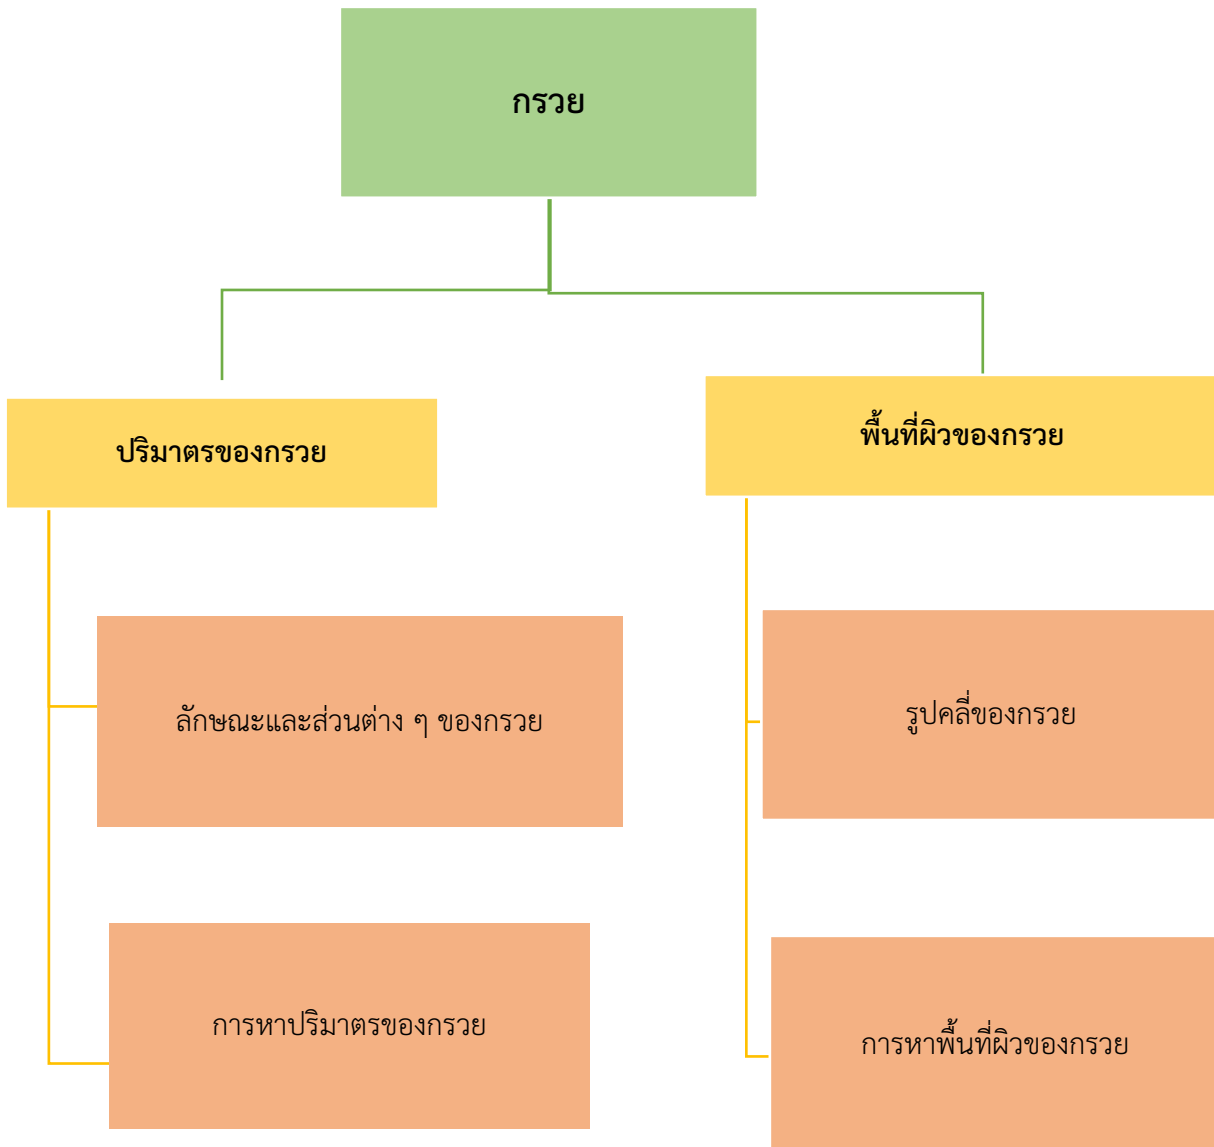 กรวย
ปริมาตรของกรวย
พื้นที่ผิวของกรวย
ลักษณะและส่วนต่าง ๆ ของกรวย
รูปคลี่ของกรวย
การหาปริมาตรของกรวย
การหาพื้นที่ผิวของกรวย